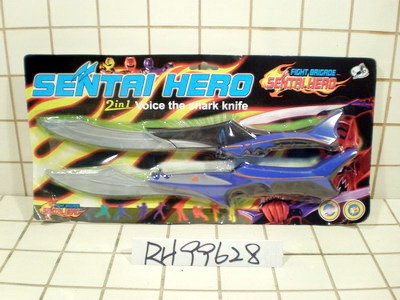 SENTAI HERO
2 in 1 Voice the shark knife
FIGHT BRIGADE
SENTAI HERO
RH99628